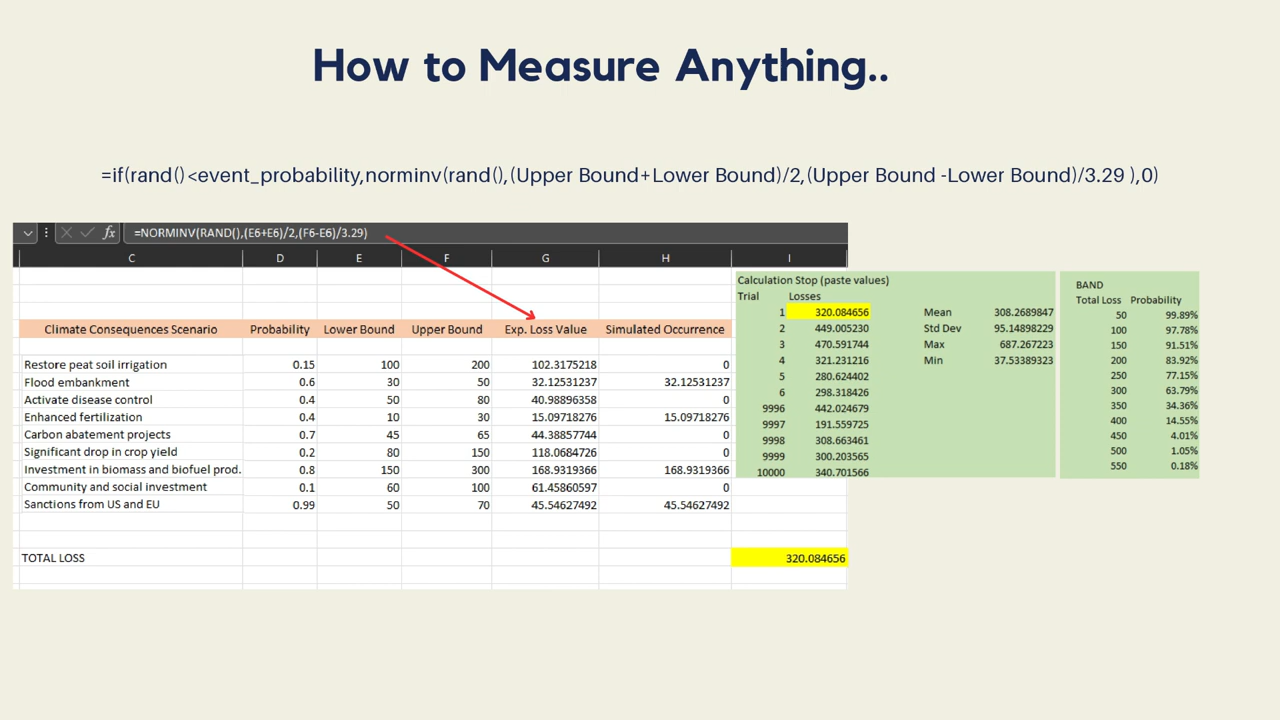 How to Measure Anything..
=if(rand()<event_probability,norminv(rand(),(Upper Bound+Lower Bound)/2,(Upper Bound -Lower Bound)/3.29 ),0)
fx =NORMINV(RAND(),(E6+E6)/2,(F6-E6)/3.29)
C D E F G H I
Climate Consequences Scenario Probability Lower Bound Upper Bound Exp. Loss Value Simulated Occurrence
Restore peat soil irrigation 0.15 100 200 102.3175218 0
Flood embankment 0.6 30 50 32.12531237 32.12531237
Activate disease control 0.4 50 80 40.98896358 0
Enhanced fertilization 0.4 10 30 15.09718276 15.09718276
Carbon abatement projects 0.7 45 65 44.38857744 0
Significant drop in crop yield 0.2 80 150 118.0684726 0
Investment in biomass and biofuel prod. 0.8 150 300 168.9319366 168.9319366
Community and social investment 0.1 60 100 61.45860597 0
Sanctions from US and EU 0.99 50 70 45.54627492 45.54627492
TOTAL LOSS 320.084656
Calculation Stop (paste values)
Trial Losses
1 320.084656 Mean 308.2689847
2 449.005230 Std Dev 95.14898229
3 470.591744 Max 687.267223
4 321.231216 Min 37.53389323
5 280.624402
6 298.318426
9996 442.024679
9997 191.559725
9998 308.663461
9999 300.203565
10000 340.701566
BAND
Total Loss Probability
50 99.89%
100 97.78%
150 91.51%
200 83.92%
250 77.15%
300 63.79%
350 34.36%
400 14.55%
450 4.01%
500 1.05%
550 0.18%